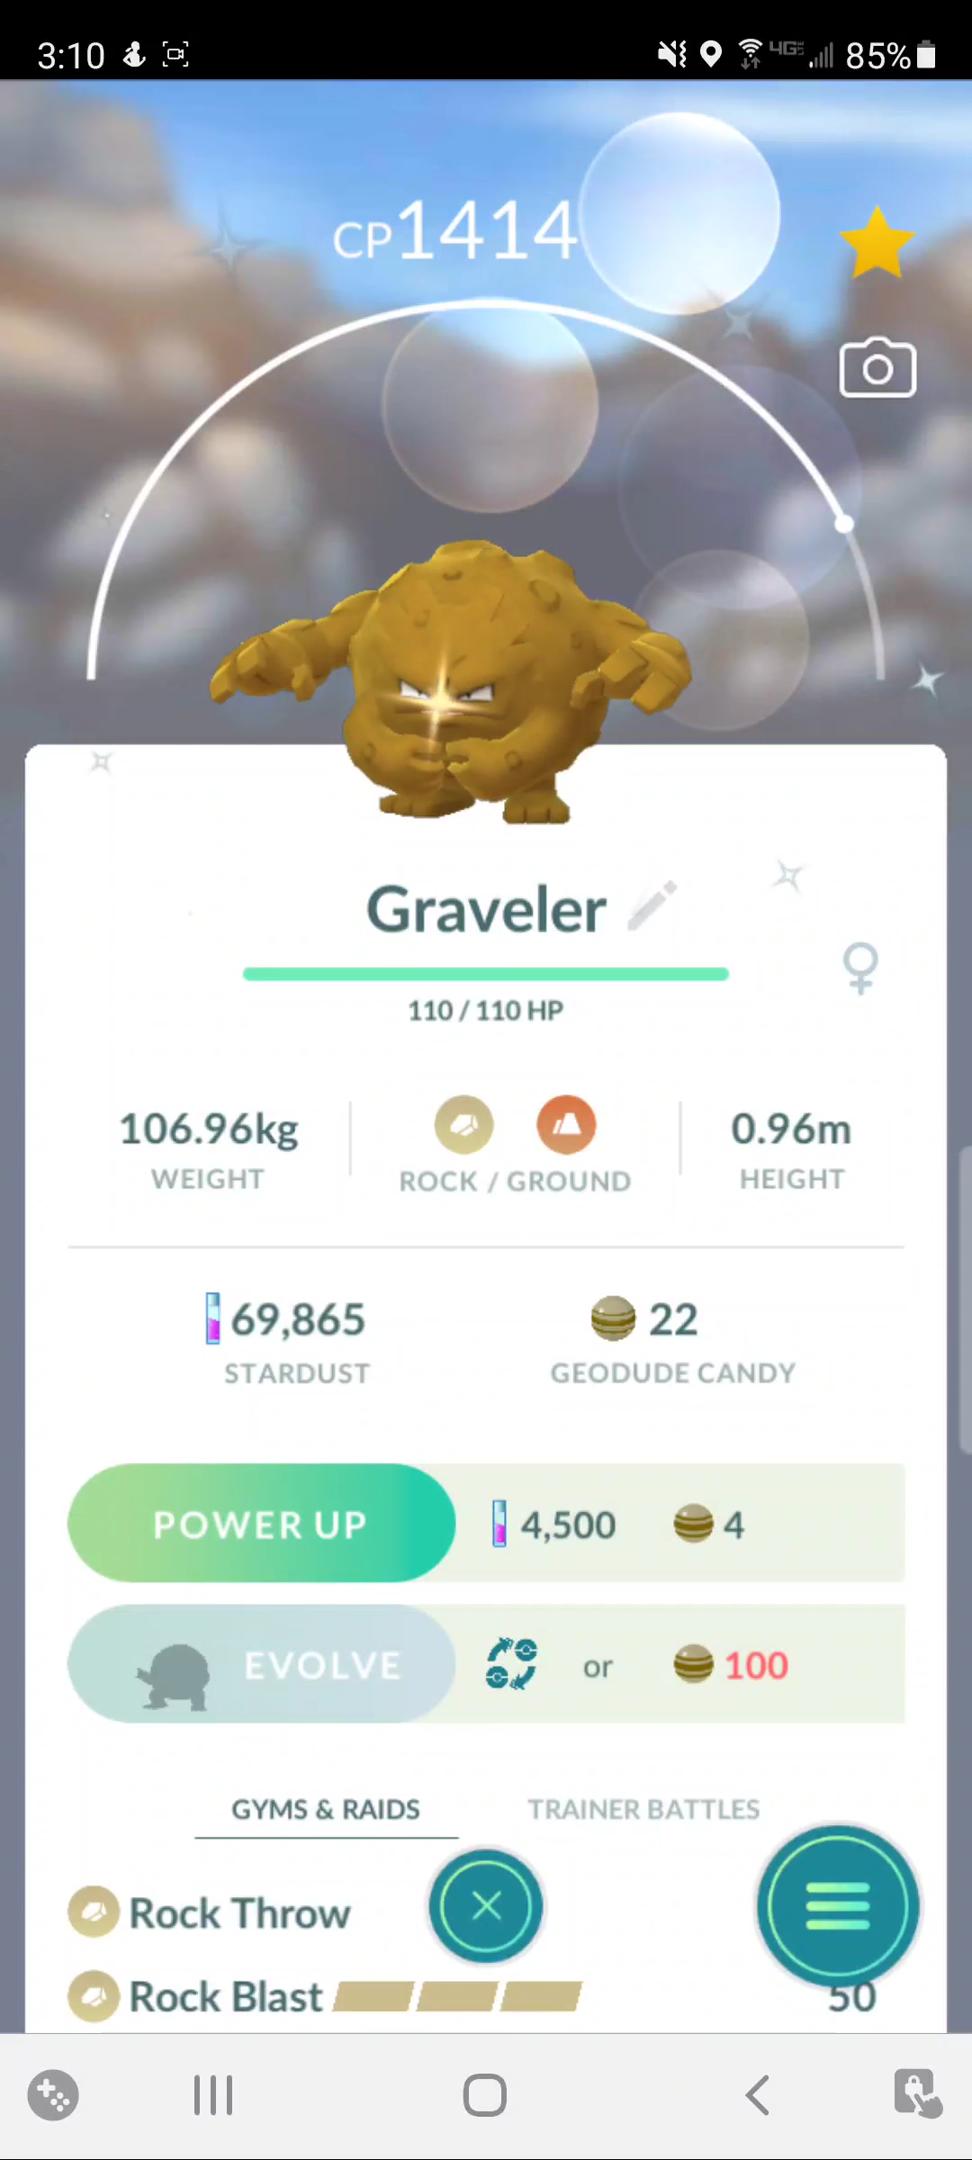 3:10 4G 85%
CP1414
Graveler
110 / 110 HP
106.96kg
WEIGHT
ROCK / GROUND
0.96m
HEIGHT
69,865
STARDUST
22
GEODUDE CANDY
POWER UP 4,500 4
EVOLVE or 100
GYMS & RAIDS TRAINER BATTLES
Rock Throw
Rock Blast 50